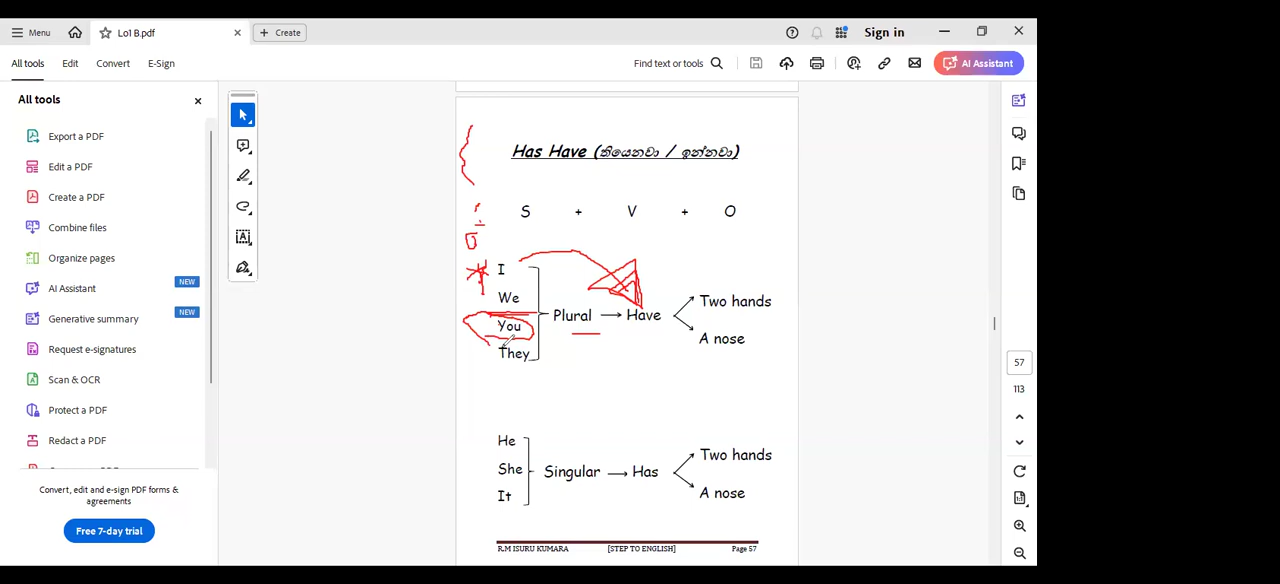 Menu
Lo1 B.pdf
Create
Sign in
All tools
Edit
Convert
E-Sign
Find text or tools
AI Assistant
All tools
Export a PDF
Edit a PDF
Create a PDF
Combine files
Organize pages
AI Assistant NEW
Generative summary NEW
Request e-signatures
Scan & OCR
Protect a PDF
Redact a PDF
Convert, edit and e-sign PDF forms & agreements
Free 7-day trial
Has Have (තියෙනවා / ඉන්නවා)
S + V + O
I
We
You
They
Plural
Have
Two hands
A nose
He
She
It
Singular
Has
Two hands
A nose
R.M ISURU KUMARA [STEP TO ENGLISH] Page 57
57
113